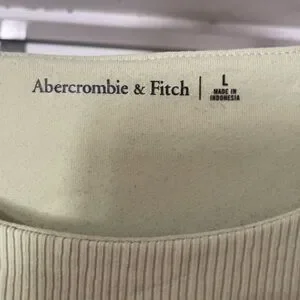 Abercrombie & Fitch
L
MADE IN
INDONESIA